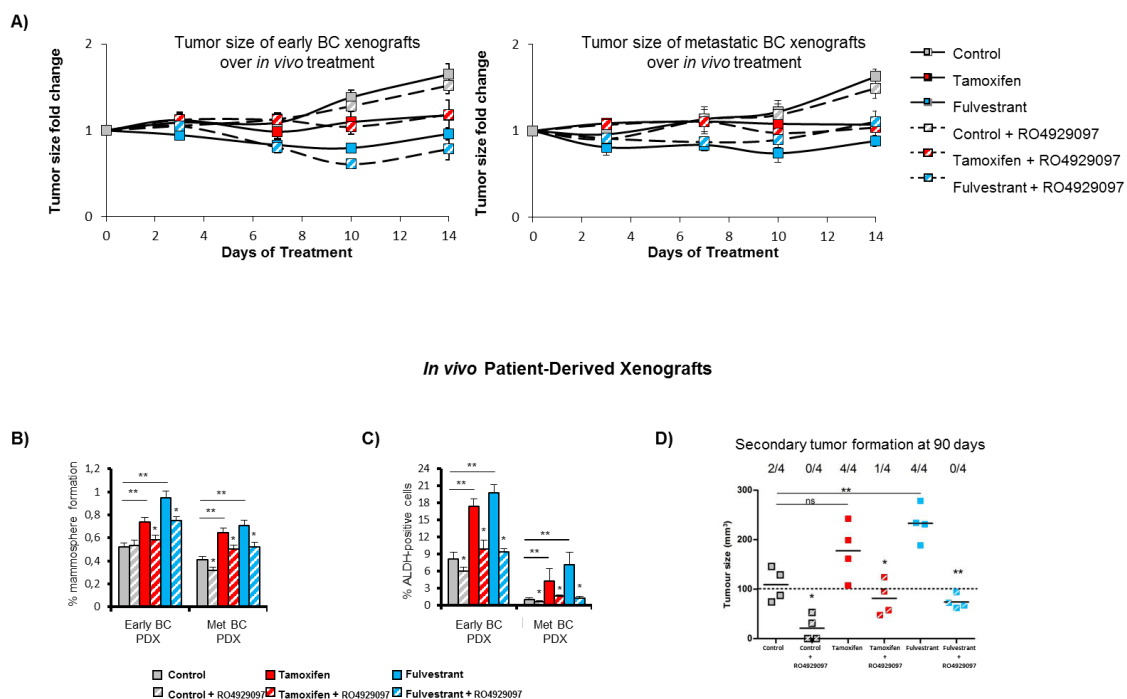 A)
Tumor size of early BC xenografts
over in vivo treatment
Tumor size fold change
2
1
0
0 2 4 6 8 10 12 14
Days of Treatment
Tumor size of metastatic BC xenografts
over in vivo treatment
Tumor size fold change
2
1
0
0 2 4 6 8 10 12 14
Days of Treatment
Control
Tamoxifen
Fulvestrant
Control + RO4929097
Tamoxifen + RO4929097
Fulvestrant + RO4929097
In vivo Patient-Derived Xenografts
B)
% mammosphere formation
1,2
1
0,8
0,6
0,4
0,2
0
**
**
*
*
**
**
*
*
*
Early BC
PDX
Met BC
PDX
C)
% ALDH-positive cells
24
21
18
15
12
9
6
3
0
**
**
*
*
*
**
**
*
*
*
Early BC
PDX
Met BC
PDX
Control
Tamoxifen
Fulvestrant
Control + RO4929097
Tamoxifen + RO4929097
Fulvestrant + RO4929097
D)
Secondary tumor formation at 90 days
2/4 0/4 4/4 1/4 4/4 0/4
Tumour size (mm³)
300
200
100
0
**
ns
*
*
**
Control
Control
+
RO4929097
Tamoxifen
Tamoxifen
+
RO4929097
Fulvestrant
Fulvestrant
+
RO4929097